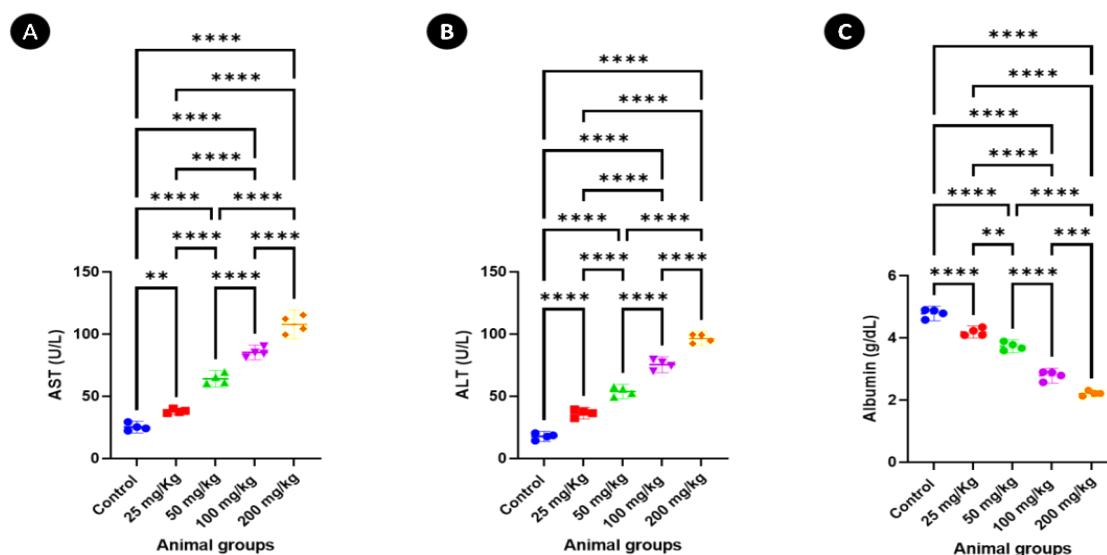 A
****
****
****
****
**** ****
**** ****
** ****
150
100
50
0
AST (U/L)
Control
25 mg/Kg
50 mg/kg
100 mg/kg
200 mg/kg
Animal groups
B
****
****
****
****
**** ****
**** ****
**** ****
150
100
50
0
ALT (U/L)
Control
25 mg/Kg
50 mg/kg
100 mg/kg
200 mg/kg
Animal groups
C
****
****
****
****
**** ****
** ***
**** ****
6
4
2
0
Albumin (g/dL)
Control
25 mg/Kg
50 mg/kg
100 mg/kg
200 mg/kg
Animal groups